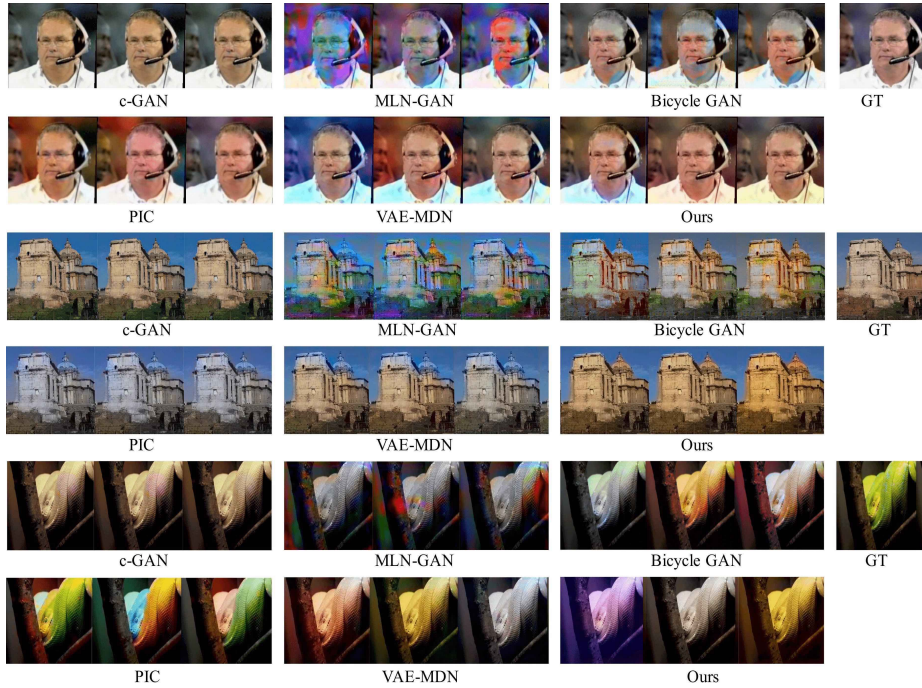 c-GAN MLN-GAN Bicycle GAN GT
PIC VAE-MDN Ours
c-GAN MLN-GAN Bicycle GAN GT
PIC VAE-MDN Ours
c-GAN MLN-GAN Bicycle GAN GT
PIC VAE-MDN Ours